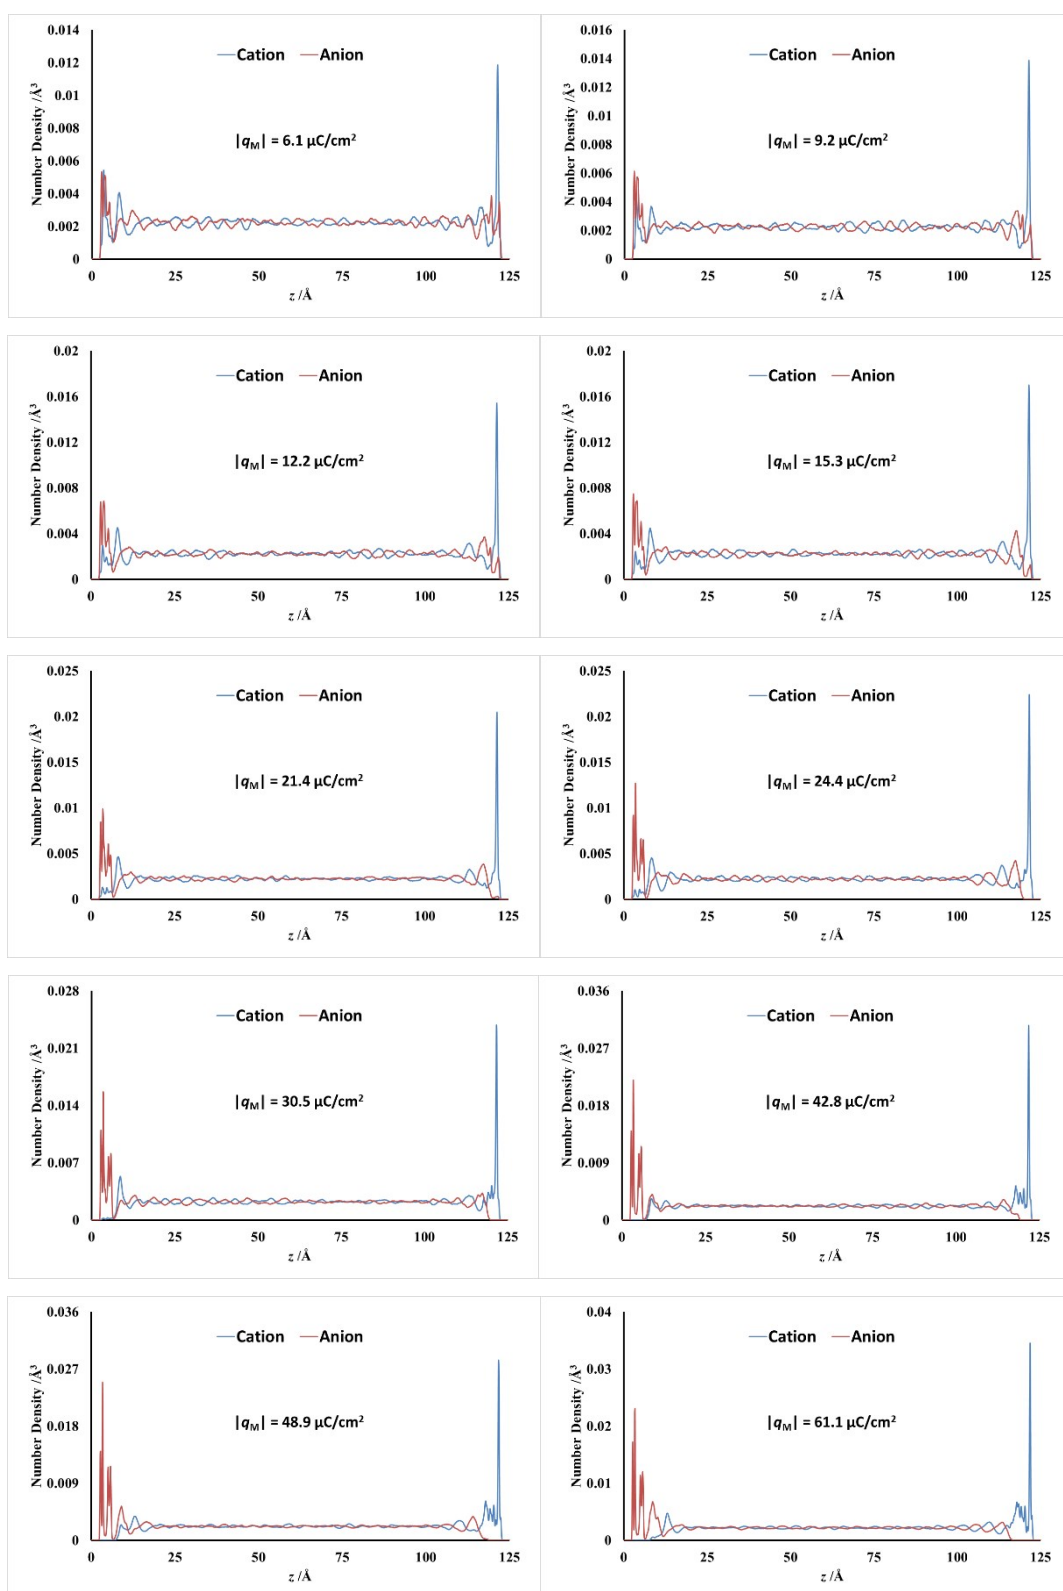 0.014
0.012
0.01
0.008
0.006
0.004
0.002
0
Number Density /Å³
Cation Anion
|qM| = 6.1 µC/cm²
0 25 50 75 100 125
z /Å
0.016
0.014
0.012
0.01
0.008
0.006
0.004
0.002
0
Number Density /Å³
Cation Anion
|qM| = 9.2 µC/cm²
0 25 50 75 100 125
z /Å
0.02
0.016
0.012
0.008
0.004
0
Number Density /Å³
Cation Anion
|qM| = 12.2 µC/cm²
0 25 50 75 100 125
z /Å
0.02
0.016
0.012
0.008
0.004
0
Number Density /Å³
Cation Anion
|qM| = 15.3 µC/cm²
0 25 50 75 100 125
z /Å
0.025
0.02
0.015
0.01
0.005
0
Number Density /Å³
Cation Anion
|qM| = 21.4 µC/cm²
0 25 50 75 100 125
z /Å
0.025
0.02
0.015
0.01
0.005
0
Number Density /Å³
Cation Anion
|qM| = 24.4 µC/cm²
0 25 50 75 100 125
z /Å
0.028
0.021
0.014
0.007
0
Number Density /Å³
Cation Anion
|qM| = 30.5 µC/cm²
0 25 50 75 100 125
z /Å
0.036
0.027
0.018
0.009
0
Number Density /Å³
Cation Anion
|qM| = 42.8 µC/cm²
0 25 50 75 100 125
z /Å
0.036
0.027
0.018
0.009
0
Number Density /Å³
Cation Anion
|qM| = 48.9 µC/cm²
0 25 50 75 100 125
z /Å
0.04
0.03
0.02
0.01
0
Number Density /Å³
Cation Anion
|qM| = 61.1 µC/cm²
0 25 50 75 100 125
z /Å